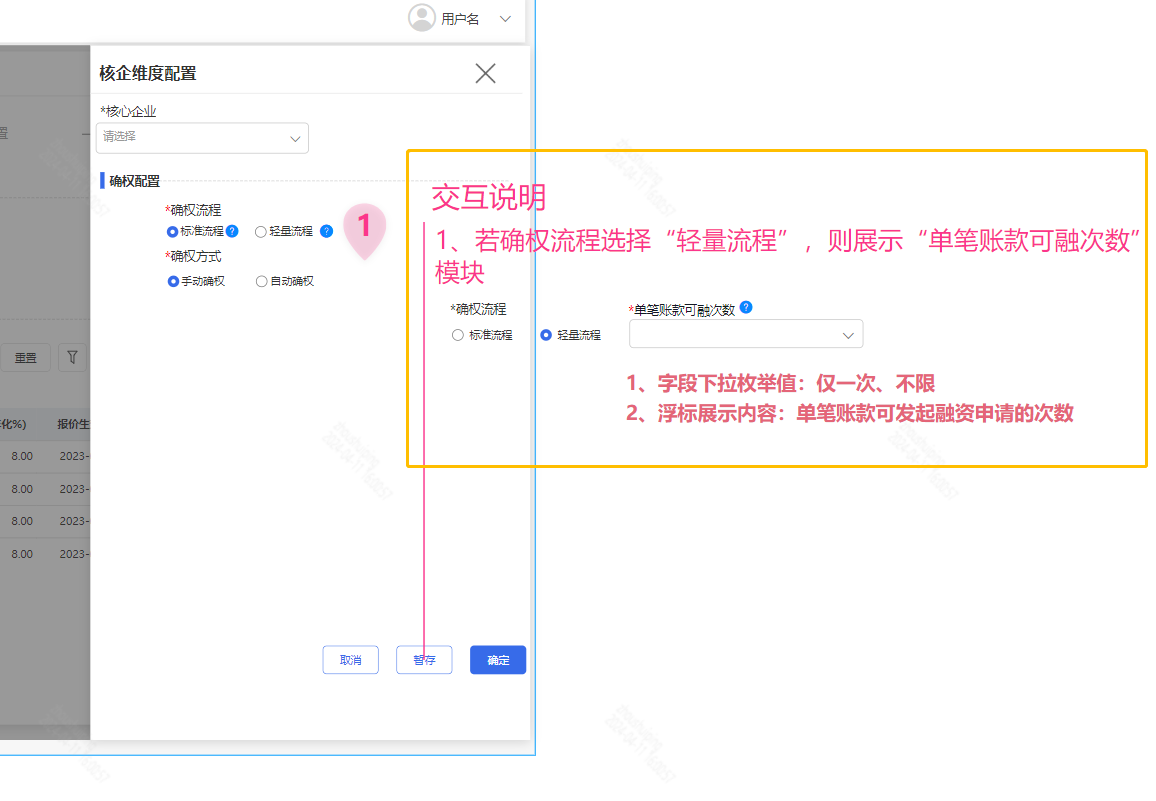 用户名
核企维度配置
*核心企业
请选择
置
确权配置
*确权流程
标准流程 ? 轻量流程 ?
1
*确权方式
手动确权 自动确权
交互说明
1、若确权流程选择“轻量流程”，则展示“单笔账款可融次数”
模块
*确权流程
标准流程 轻量流程
*单笔账款可融次数 ?
1、字段下拉枚举值：仅一次、不限
2、浮标展示内容：单笔账款可发起融资申请的次数
重置
化%) 报价生
8.00 2023-
8.00 2023-
8.00 2023-
8.00 2023-
取消 暂存 确定